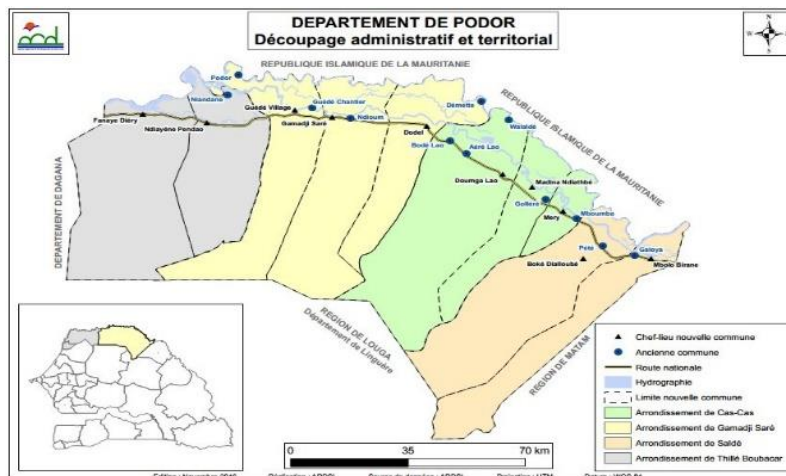 DEPARTEMENT DE PODOR
Découpage administratif et territorial
REPUBLIQUE ISLAMIQUE DE LA MAURITANIE
REPUBLIQUE ISLAMIQUE DE LA MAURITANIE
Podor
Niandane
Guédé Village
Guédé Chantier
Démette
Fanaye Diéry
Ndiayène Pendao
Gamadji Saré
Ndioum
Dodel
Walaldé
Bodé Lao
Aéré Lao
Doumga Lao
Madina Ndiathbé
Golléré
Mboumba
Mery
Pété
Galoya
Boké Dialloubé
Mbolo Birane
DEPARTEMENT DE DAGANA
REGION DE LOUGA
Département de Linguère
REGION DE MATAM
Chef-lieu nouvelle commune
Ancienne commune
Route nationale
Hydrographie
Limite nouvelle commune
Arrondissement de Cas-Cas
Arrondissement de Gamadji Saré
Arrondissement de Saldé
Arrondissement de Thillé Boubacar
0 35 70 km